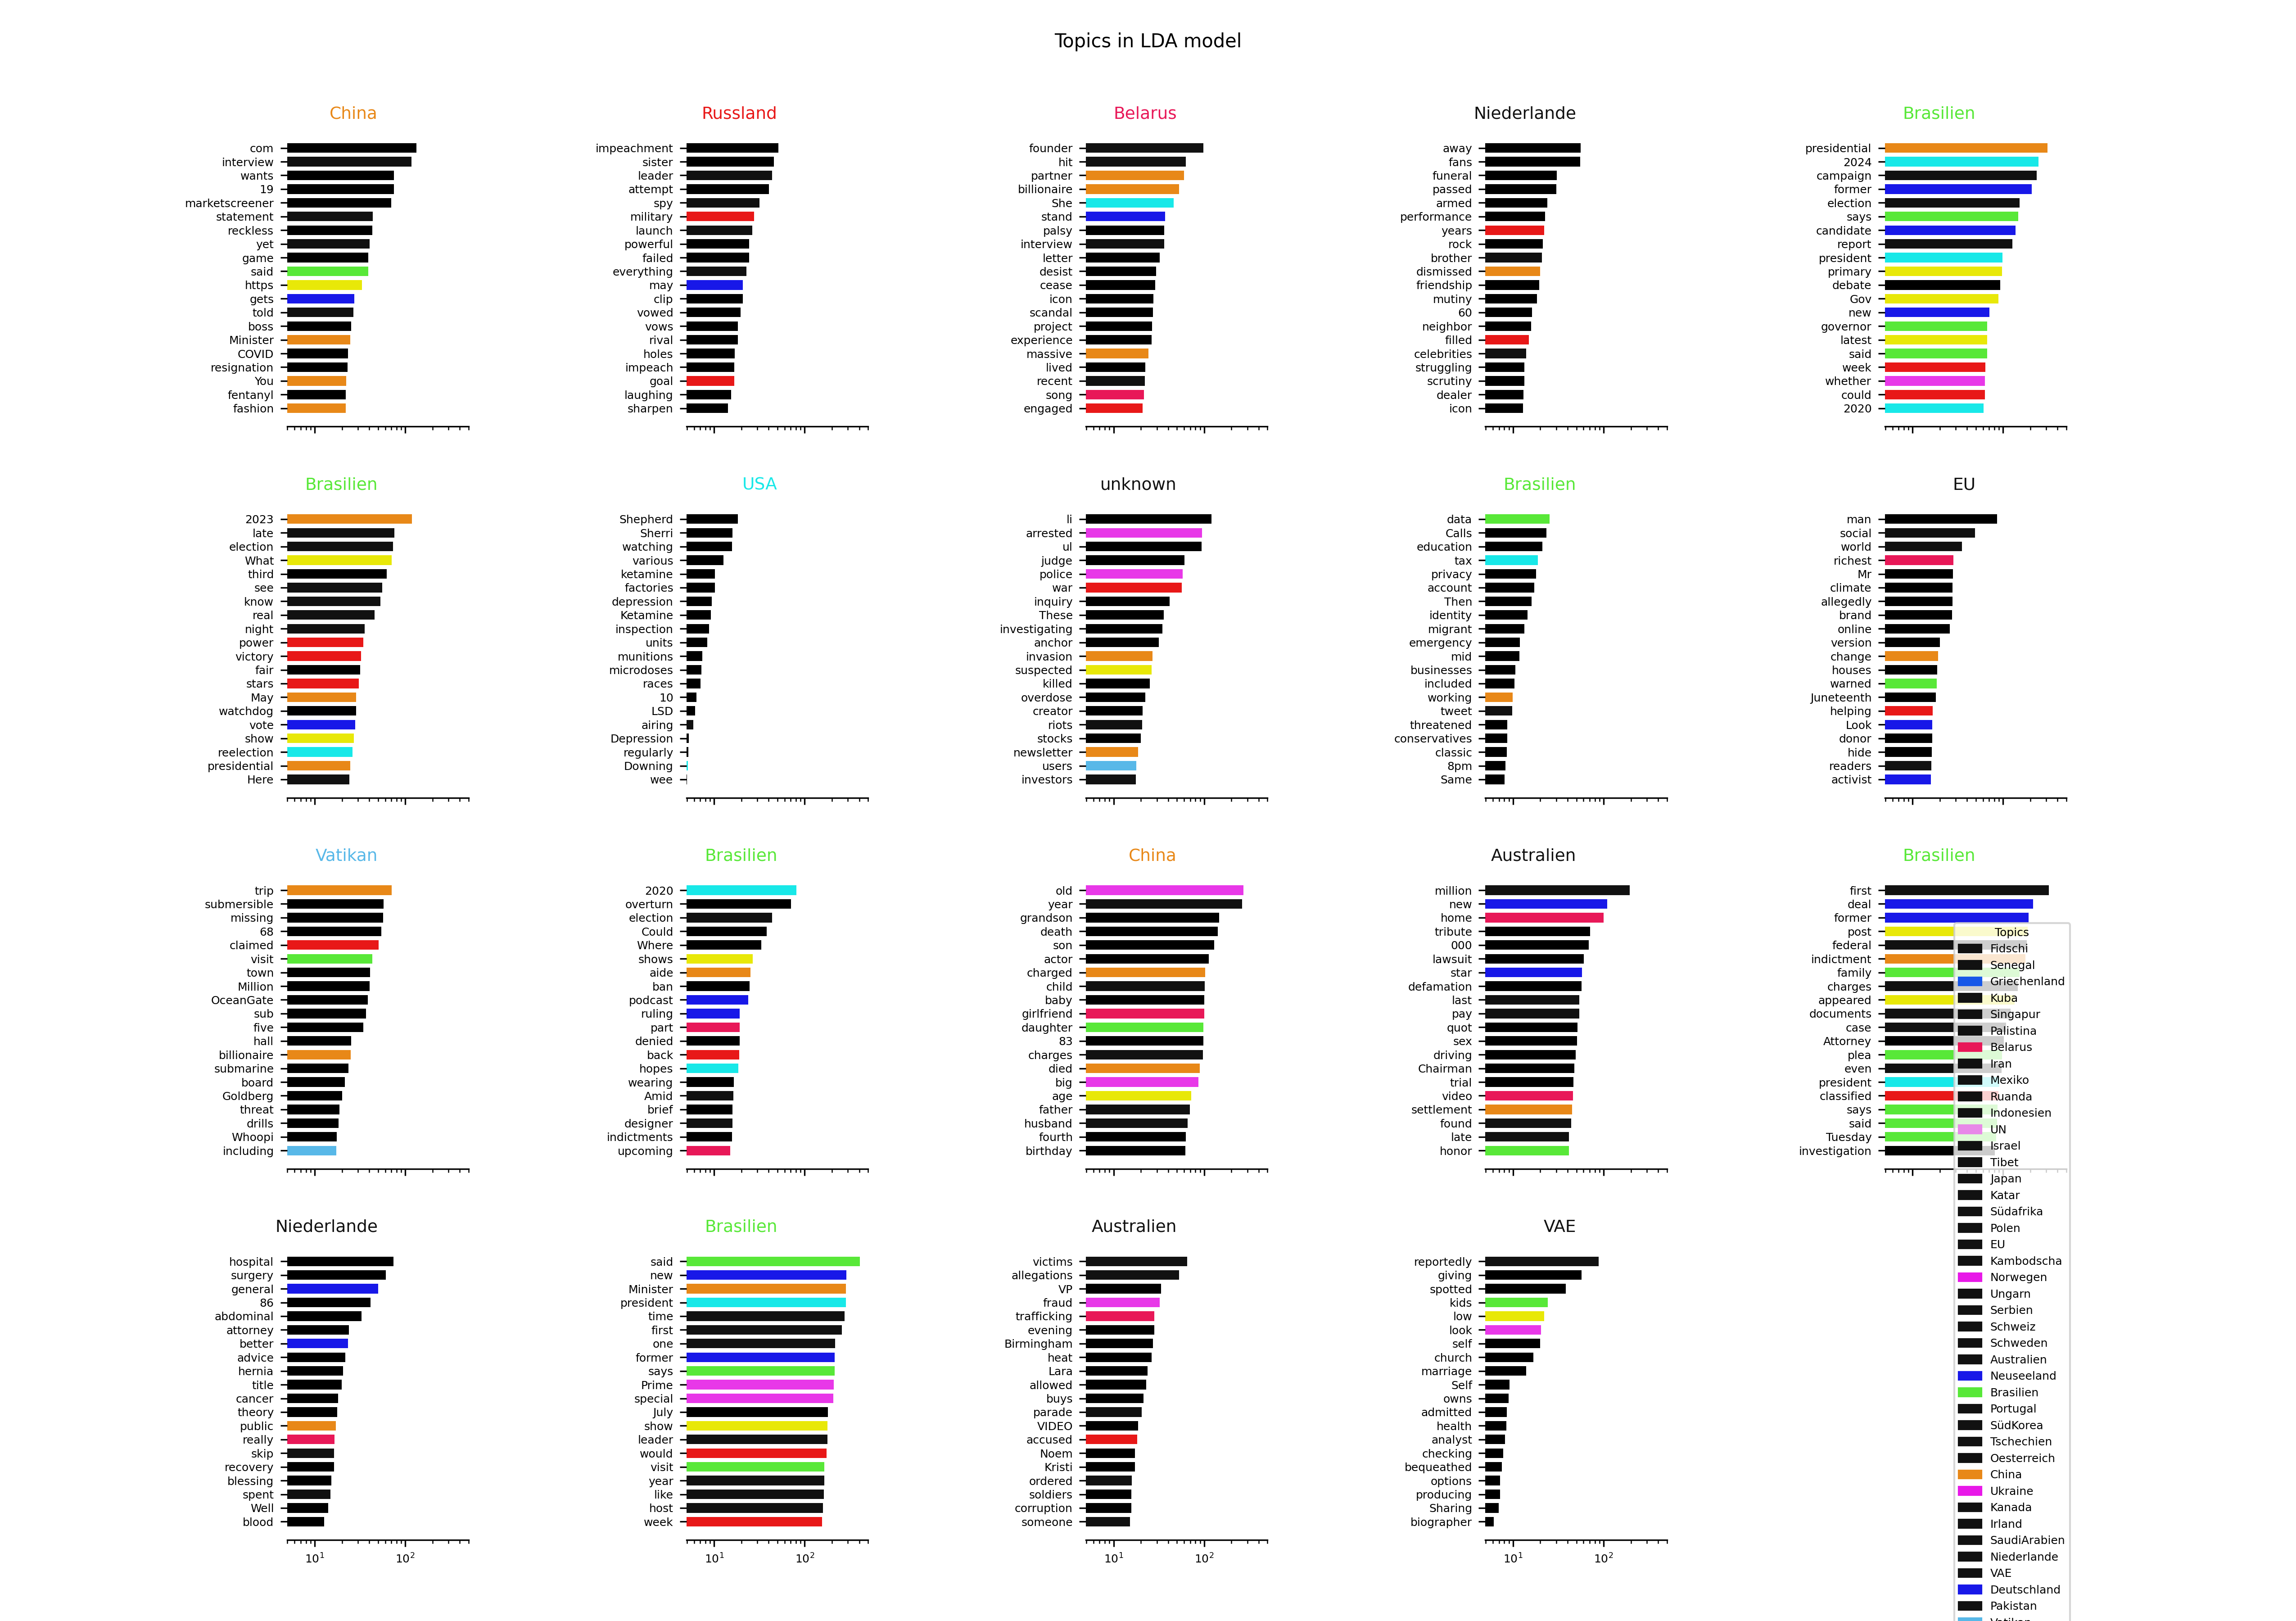 Topics in LDA model
China
com
interview
wants
19
marketscreener
statement
reckless
yet
game
said
https
gets
told
boss
Minister
COVID
resignation
You
fentanyl
fashion
Russland
impeachment
sister
leader
attempt
spy
military
launch
powerful
failed
everything
may
clip
vowed
vows
rival
holes
impeach
goal
laughing
sharpen
Belarus
founder
hit
partner
billionaire
She
stand
palsy
interview
letter
desist
cease
icon
scandal
project
experience
massive
lived
recent
song
engaged
Niederlande
away
fans
funeral
passed
armed
performance
years
rock
brother
dismissed
friendship
mutiny
60
neighbor
filled
celebrities
struggling
scrutiny
dealer
icon
Brasilien
presidential
2024
campaign
former
election
says
candidate
report
president
primary
debate
Gov
new
governor
latest
said
week
whether
could
2020
Brasilien
2023
late
election
What
third
see
know
real
night
power
victory
fair
stars
May
watchdog
vote
show
reelection
presidential
Here
USA
Shepherd
Sherri
watching
various
ketamine
factories
depression
Ketamine
inspection
units
munitions
microdoses
races
10
LSD
airing
Depression
regularly
Downing
wee
unknown
li
arrested
ul
judge
police
war
inquiry
These
investigating
anchor
invasion
suspected
killed
overdose
creator
riots
stocks
newsletter
users
investors
Brasilien
data
Calls
education
tax
privacy
account
Then
identity
migrant
emergency
mid
businesses
included
working
tweet
threatened
conservatives
classic
8pm
Same
EU
man
social
world
richest
Mr
climate
allegedly
brand
online
version
change
houses
warned
Juneteenth
helping
Look
donor
hide
readers
activist
Vatikan
trip
submersible
missing
68
claimed
visit
town
Million
OceanGate
sub
five
hall
billionaire
submarine
board
Goldberg
threat
drills
Whoopi
including
Brasilien
2020
overturn
election
Could
Where
shows
aide
ban
podcast
ruling
part
denied
back
hopes
wearing
Amid
brief
designer
indictments
upcoming
China
old
year
grandson
death
son
actor
charged
child
baby
girlfriend
daughter
83
charges
died
big
age
father
husband
fourth
birthday
Australien
million
new
home
tribute
000
lawsuit
star
defamation
last
pay
quot
sex
driving
Chairman
trial
video
settlement
found
late
honor
Brasilien
first
deal
former
post
federal
indictment
family
charges
appeared
documents
case
Attorney
plea
even
president
classified
says
said
Tuesday
investigation
Niederlande
hospital
surgery
general
86
abdominal
attorney
better
advice
hernia
title
cancer
theory
public
really
skip
recovery
blessing
spent
Well
blood
10¹ 10²
Brasilien
said
new
Minister
president
time
first
one
former
says
Prime
special
July
show
leader
would
visit
year
like
host
week
10¹ 10²
Australien
victims
allegations
VP
fraud
trafficking
evening
Birmingham
heat
Lara
allowed
buys
parade
VIDEO
accused
Noem
Kristi
ordered
soldiers
corruption
someone
10¹ 10²
VAE
reportedly
giving
spotted
kids
low
look
self
church
marriage
Self
owns
admitted
health
analyst
checking
bequeathed
options
producing
Sharing
biographer
10¹ 10²
Topics
Fidschi
Senegal
Griechenland
Kuba
Singapur
Palistina
Belarus
Iran
Mexiko
Ruanda
Indonesien
UN
Israel
Tibet
Japan
Katar
Südafrika
Polen
EU
Kambodscha
Norwegen
Ungarn
Serbien
Schweiz
Schweden
Australien
Neuseeland
Brasilien
Portugal
SüdKorea
Tschechien
Oesterreich
China
Ukraine
Kanada
Irland
SaudiArabien
Niederlande
VAE
Deutschland
Pakistan
Vatikan